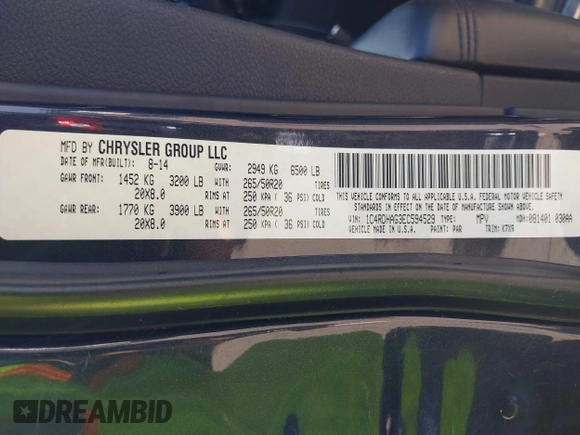 MFD BY CHRYSLER GROUP LLC
DATE OF MFR(BUILT): 8-14 GVWR: 2949 KG 6500 LB
GAWR FRONT: 1452 KG 3200 LB WITH 265/50R20 TIRES
20X8.0 RIMS AT 250 KPA ( 36 PSI) COLD
GAWR REAR: 1770 KG 3900 LB WITH 265/50R20 TIRES
20X8.0 RIMS AT 250 KPA ( 36 PSI) COLD
THIS VEHICLE CONFORMS TO ALL APPLICABLE U.S.A. FEDERAL MOTOR VEHICLE SAFETY
STANDARDS IN EFFECT ON THE DATE OF MANUFACTURE SHOWN ABOVE.
VIN: 1C4RDHAG3EC594529 TYPE: MPV MDH: 081401 030AA
VEHICLE MADE IN U.S.A. PAINT: PAR TRIM: K7X9
DREAMBID